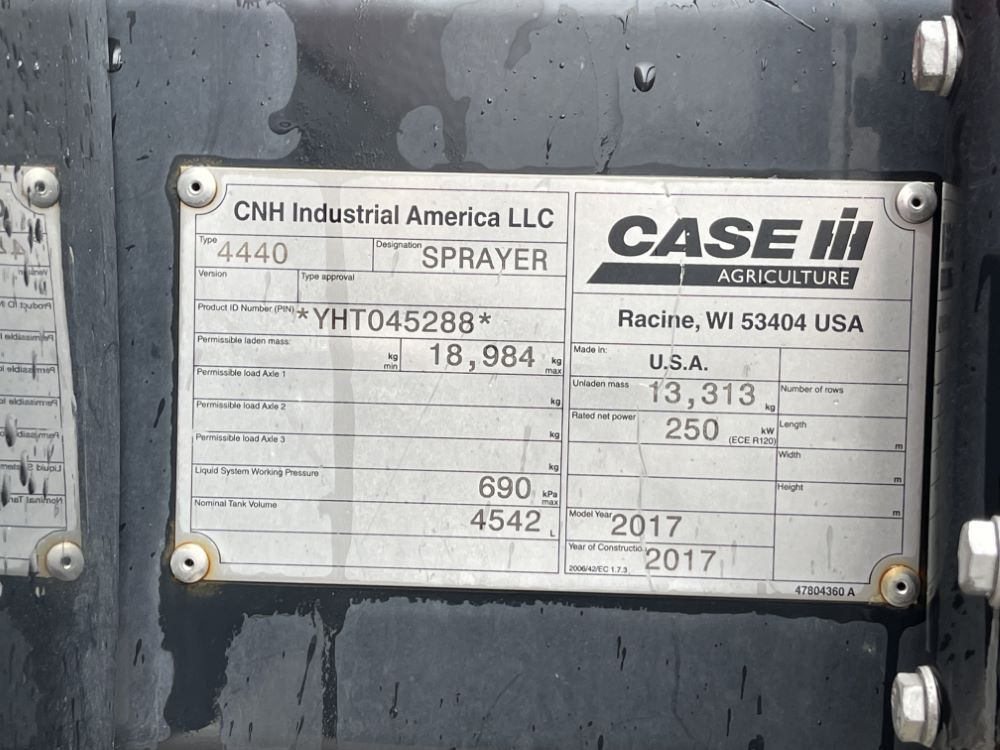 CNH Industrial America LLC
Type 4440 Designation SPRAYER
Version Type approval
Product ID Number (PIN) *YHT045288*
Permissible laden mass: kg min 18,984 kg max
Permissible load Axle 1 kg
Permissible load Axle 2 kg
Permissible load Axle 3 kg
Liquid System Working Pressure 690 kPa max
Nominal Tank Volume 4542 L
CASE IH
AGRICULTURE
Racine, WI 53404 USA
Made in: U.S.A.
Unladen mass 13,313 kg Number of rows
Rated net power 250 kW (ECE R120) Length m
Width m
Height m
Model Year 2017
Year of Constructio 2017
2006/42/EC 1.7.3
47804360 A